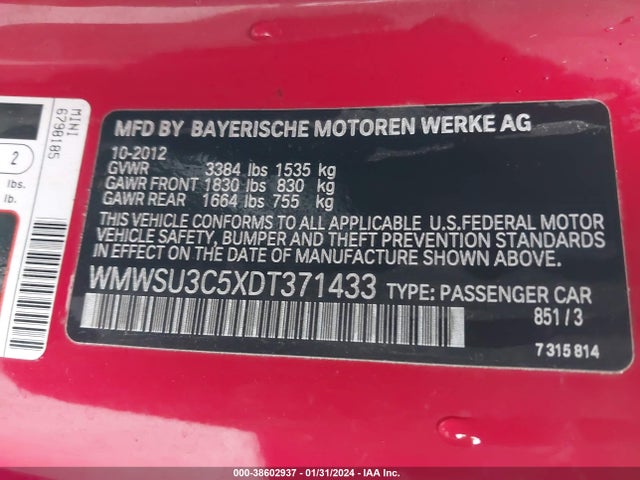 MFD BY BAYERISCHE MOTOREN WERKE AG
10-2012
GVWR 3384 lbs 1535 kg
GAWR FRONT 1830 lbs 830 kg
GAWR REAR 1664 lbs 755 kg
THIS VEHICLE CONFORMS TO ALL APPLICABLE U.S.FEDERAL MOTOR
VEHICLE SAFETY, BUMPER AND THEFT PREVENTION STANDARDS
IN EFFECT ON THE DATE OF MANUFACTURE SHOWN ABOVE.
WMWSU3C5XDT371433 TYPE: PASSENGER CAR
851/3
7315814
MINI
6798185
2
lbs.
lb.
000-38602937 - 01/31/2024 - IAA Inc.